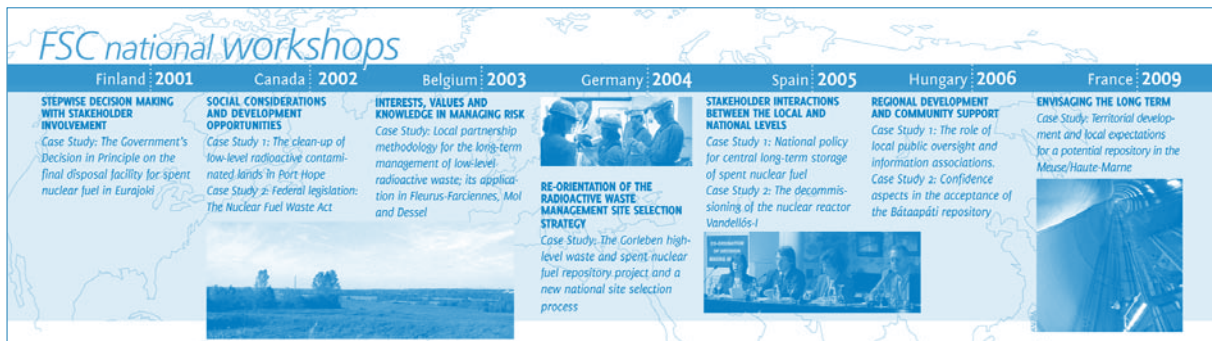 FSC national workshops
Finland 2001
Canada 2002
Belgium 2003
Germany 2004
Spain 2005
Hungary 2006
France 2009
STEPWISE DECISION MAKING
WITH STAKEHOLDER
INVOLVEMENT
Case Study: The Government's
Decision in Principle on the
final disposal facility for spent
nuclear fuel in Eurajoki
SOCIAL CONSIDERATIONS
AND DEVELOPMENT
OPPORTUNITIES
Case Study 1: The clean-up of
low-level radioactive contami-
nated lands in Port Hope
Case Study 2: Federal legislation:
The Nuclear Fuel Waste Act
INTERESTS, VALUES AND
KNOWLEDGE IN MANAGING RISK
Case Study: Local partnership
methodology for the long-term
management of low-level
radioactive waste; its applica-
tion in Fleurus-Farciennes, Mol
and Dessel
RE-ORIENTATION OF THE
RADIOACTIVE WASTE
MANAGEMENT SITE SELECTION
STRATEGY
Case Study: The Gorleben high-
level waste and spent nuclear
fuel repository project and a
new national site selection
process
STAKEHOLDER INTERACTIONS
BETWEEN THE LOCAL AND
NATIONAL LEVELS
Case Study 1: National policy
for central long-term storage
of spent nuclear fuel
Case Study 2: The decommis-
sioning of the nuclear reactor
Vandellós-I
REGIONAL DEVELOPMENT
AND COMMUNITY SUPPORT
Case Study 1: The role of
local public oversight and
information associations.
Case Study 2: Confidence
aspects in the acceptance of
the Bátaapáti repository
ENVISAGING THE LONG TERM
Case Study: Territorial develop-
ment and local expectations
for a potential repository in the
Meuse/Haute-Marne